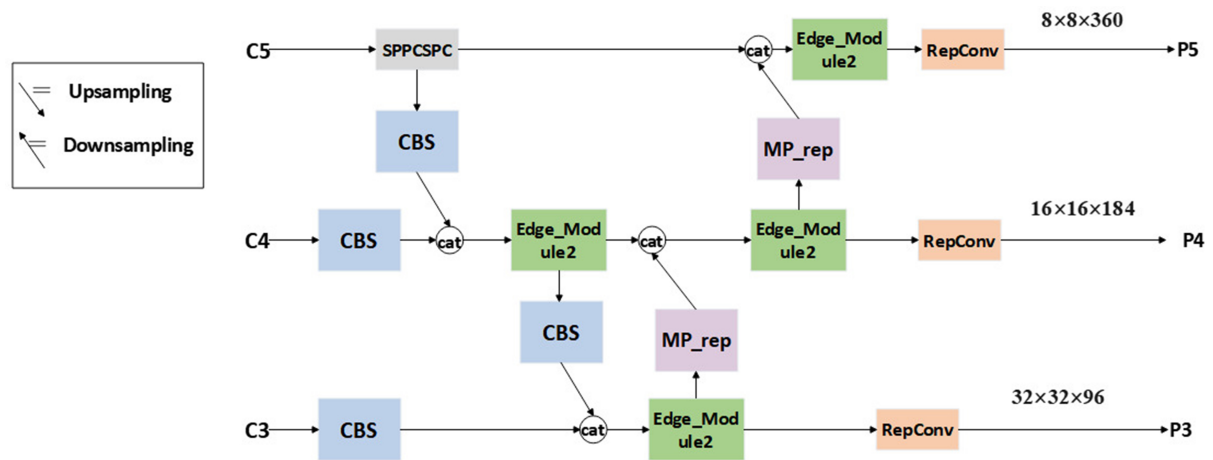 8×8×360
C5
SPPCSPC
cat
Edge_Mod
ule2
RepConv
P5
= Upsampling
= Downsampling
CBS
MP_rep
16×16×184
C4
CBS
cat
Edge_Mod
ule2
cat
Edge_Mod
ule2
RepConv
P4
CBS
MP_rep
32×32×96
C3
CBS
cat
Edge_Mod
ule2
RepConv
P3